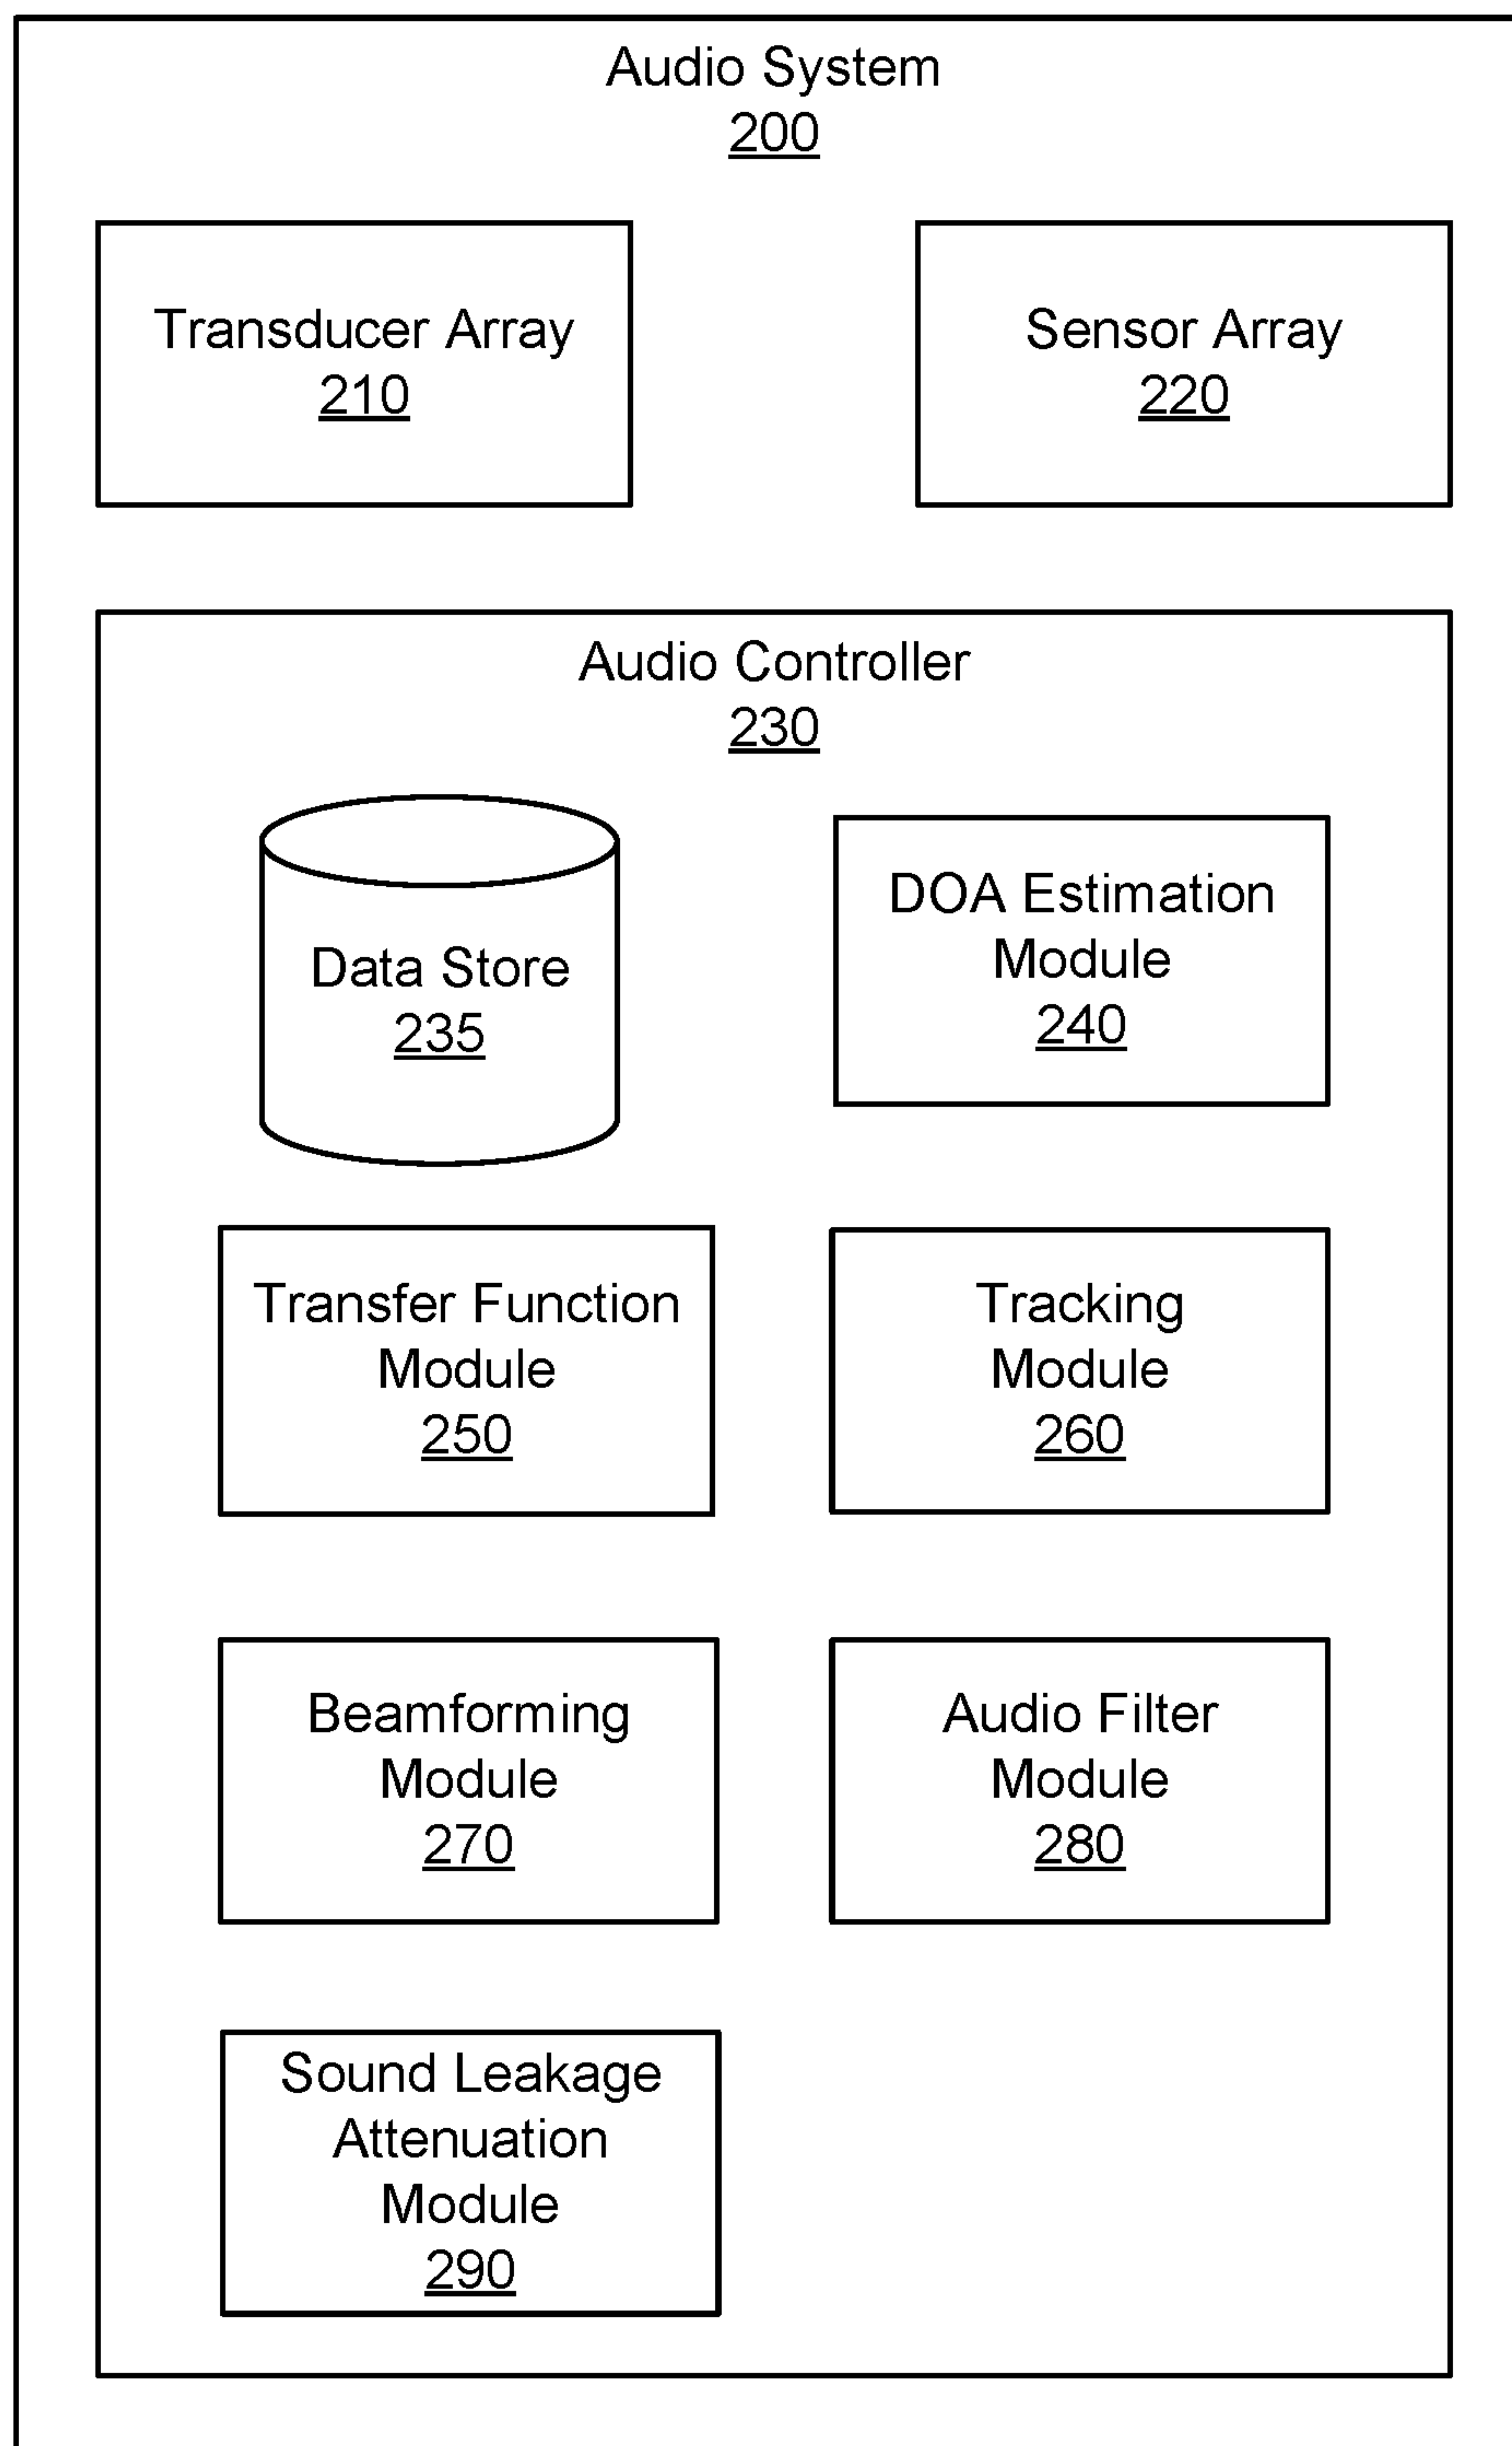 Audio System
200
Transducer Array
210
Sensor Array
220
Audio Controller
230
Data Store
235
DOA Estimation
Module
240
Transfer Function
Module
250
Tracking
Module
260
Beamforming
Module
270
Audio Filter
Module
280
Sound Leakage
Attenuation
Module
290